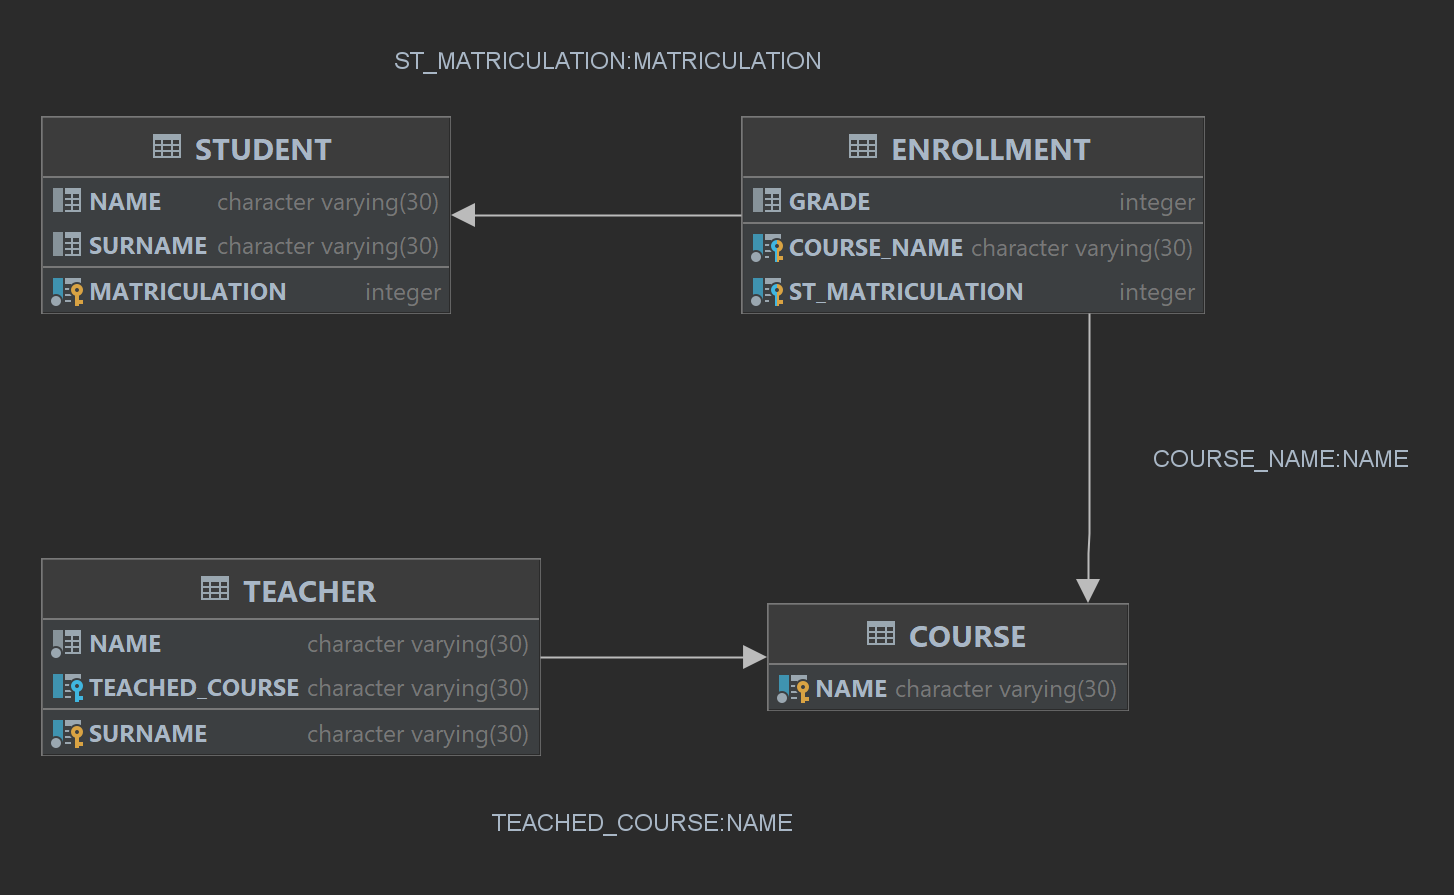 ST_MATRICULATION:MATRICULATION
STUDENT
NAME character varying(30)
SURNAME character varying(30)
MATRICULATION integer
ENROLLMENT
GRADE integer
COURSE_NAME character varying(30)
ST_MATRICULATION integer
COURSE_NAME:NAME
TEACHER
NAME character varying(30)
TEACHED_COURSE character varying(30)
SURNAME character varying(30)
COURSE
NAME character varying(30)
TEACHED_COURSE:NAME